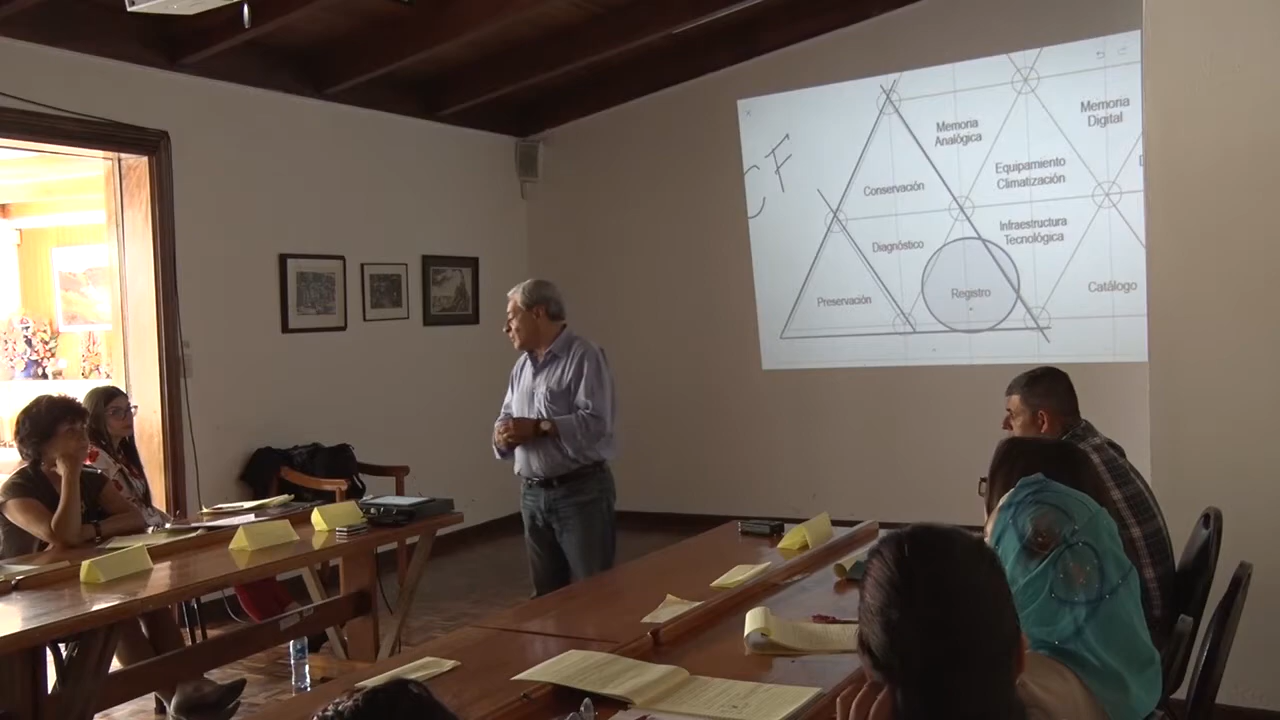 Memoria
Analógica
Memoria
Digital
CF
Conservación
Equipamiento
Climatización
Diagnóstico
Infraestructura
Tecnológica
Preservación
Registro
Catálogo